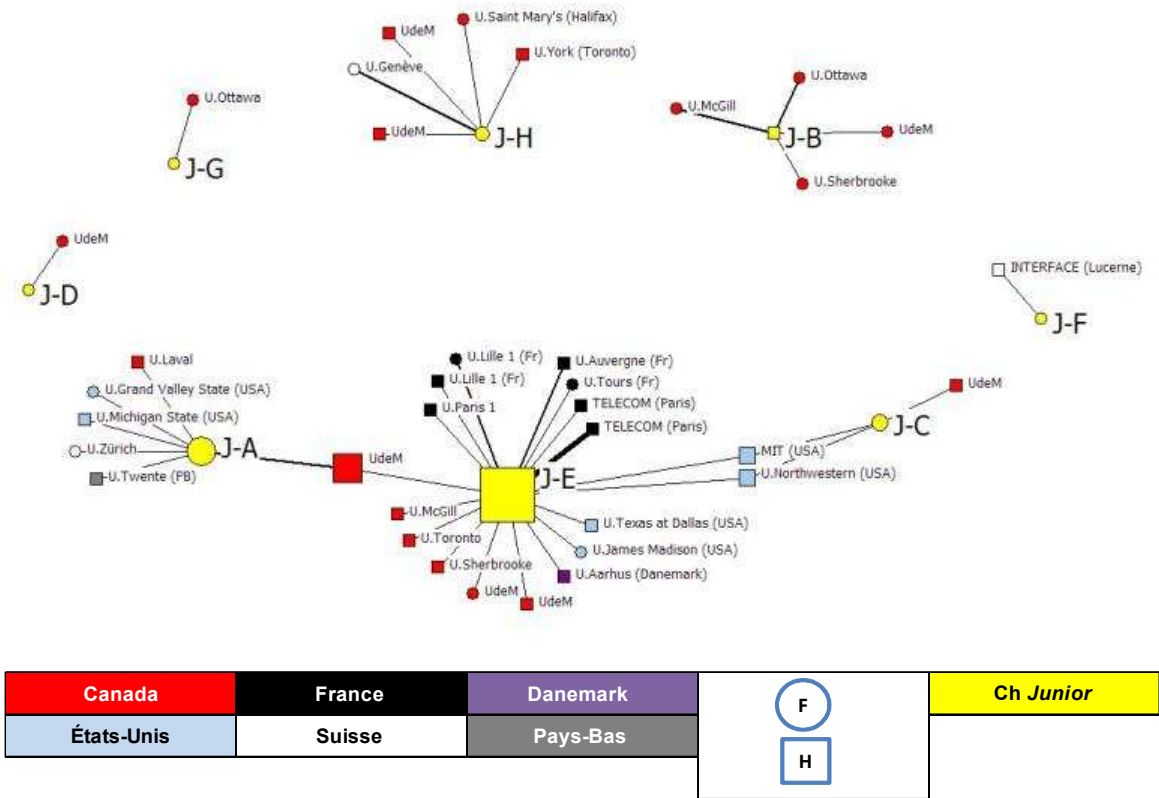 U.Saint Mary's (Halifax)
UdeM
U.York (Toronto)
U.Genève
UdeM
J-H
U.Ottawa
J-G
U.Ottawa
U.McGill
UdeM
J-B
U.Sherbrooke
UdeM
J-D
INTERFACE (Lucerne)
J-F
U.Laval
U.Grand Valley State (USA)
U.Michigan State (USA)
U.Zürich
J-A
U.Twente (PB)
UdeM
U.Lille 1 (Fr)
U.Auvergne (Fr)
U.Lille 1 (Fr)
U.Tours (Fr)
U.Paris 1
TELECOM (Paris)
TELECOM (Paris)
J-E
UdeM
J-C
MIT (USA)
U.Northwestern (USA)
U.McGill
U.Texas at Dallas (USA)
U.Toronto
U.James Madison (USA)
U.Sherbrooke
U.Aarhus (Danemark)
UdeM
UdeM
Canada France Danemark F Ch Junior
États-Unis Suisse Pays-Bas H